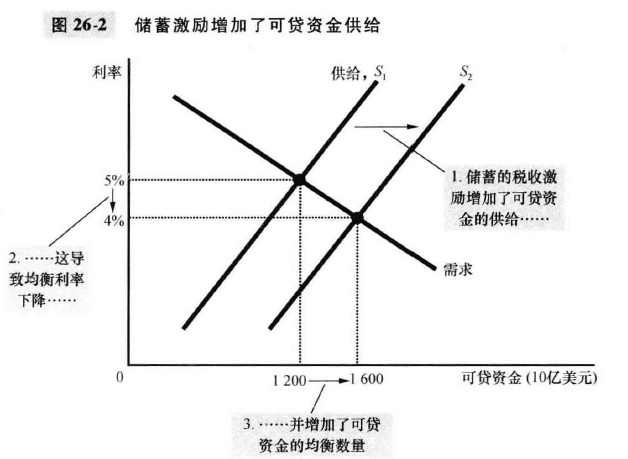 图 26-2 储蓄激励增加了可贷资金供给
利率
供给，S₁
S₂
1. 储蓄的税收激
励增加了可贷资
金的供给……
5%
4%
2. ……这导
致均衡利率
下降……
需求
0
1 200
1 600
可贷资金 (10亿美元)
3. ……并增加了可贷
资金的均衡数量